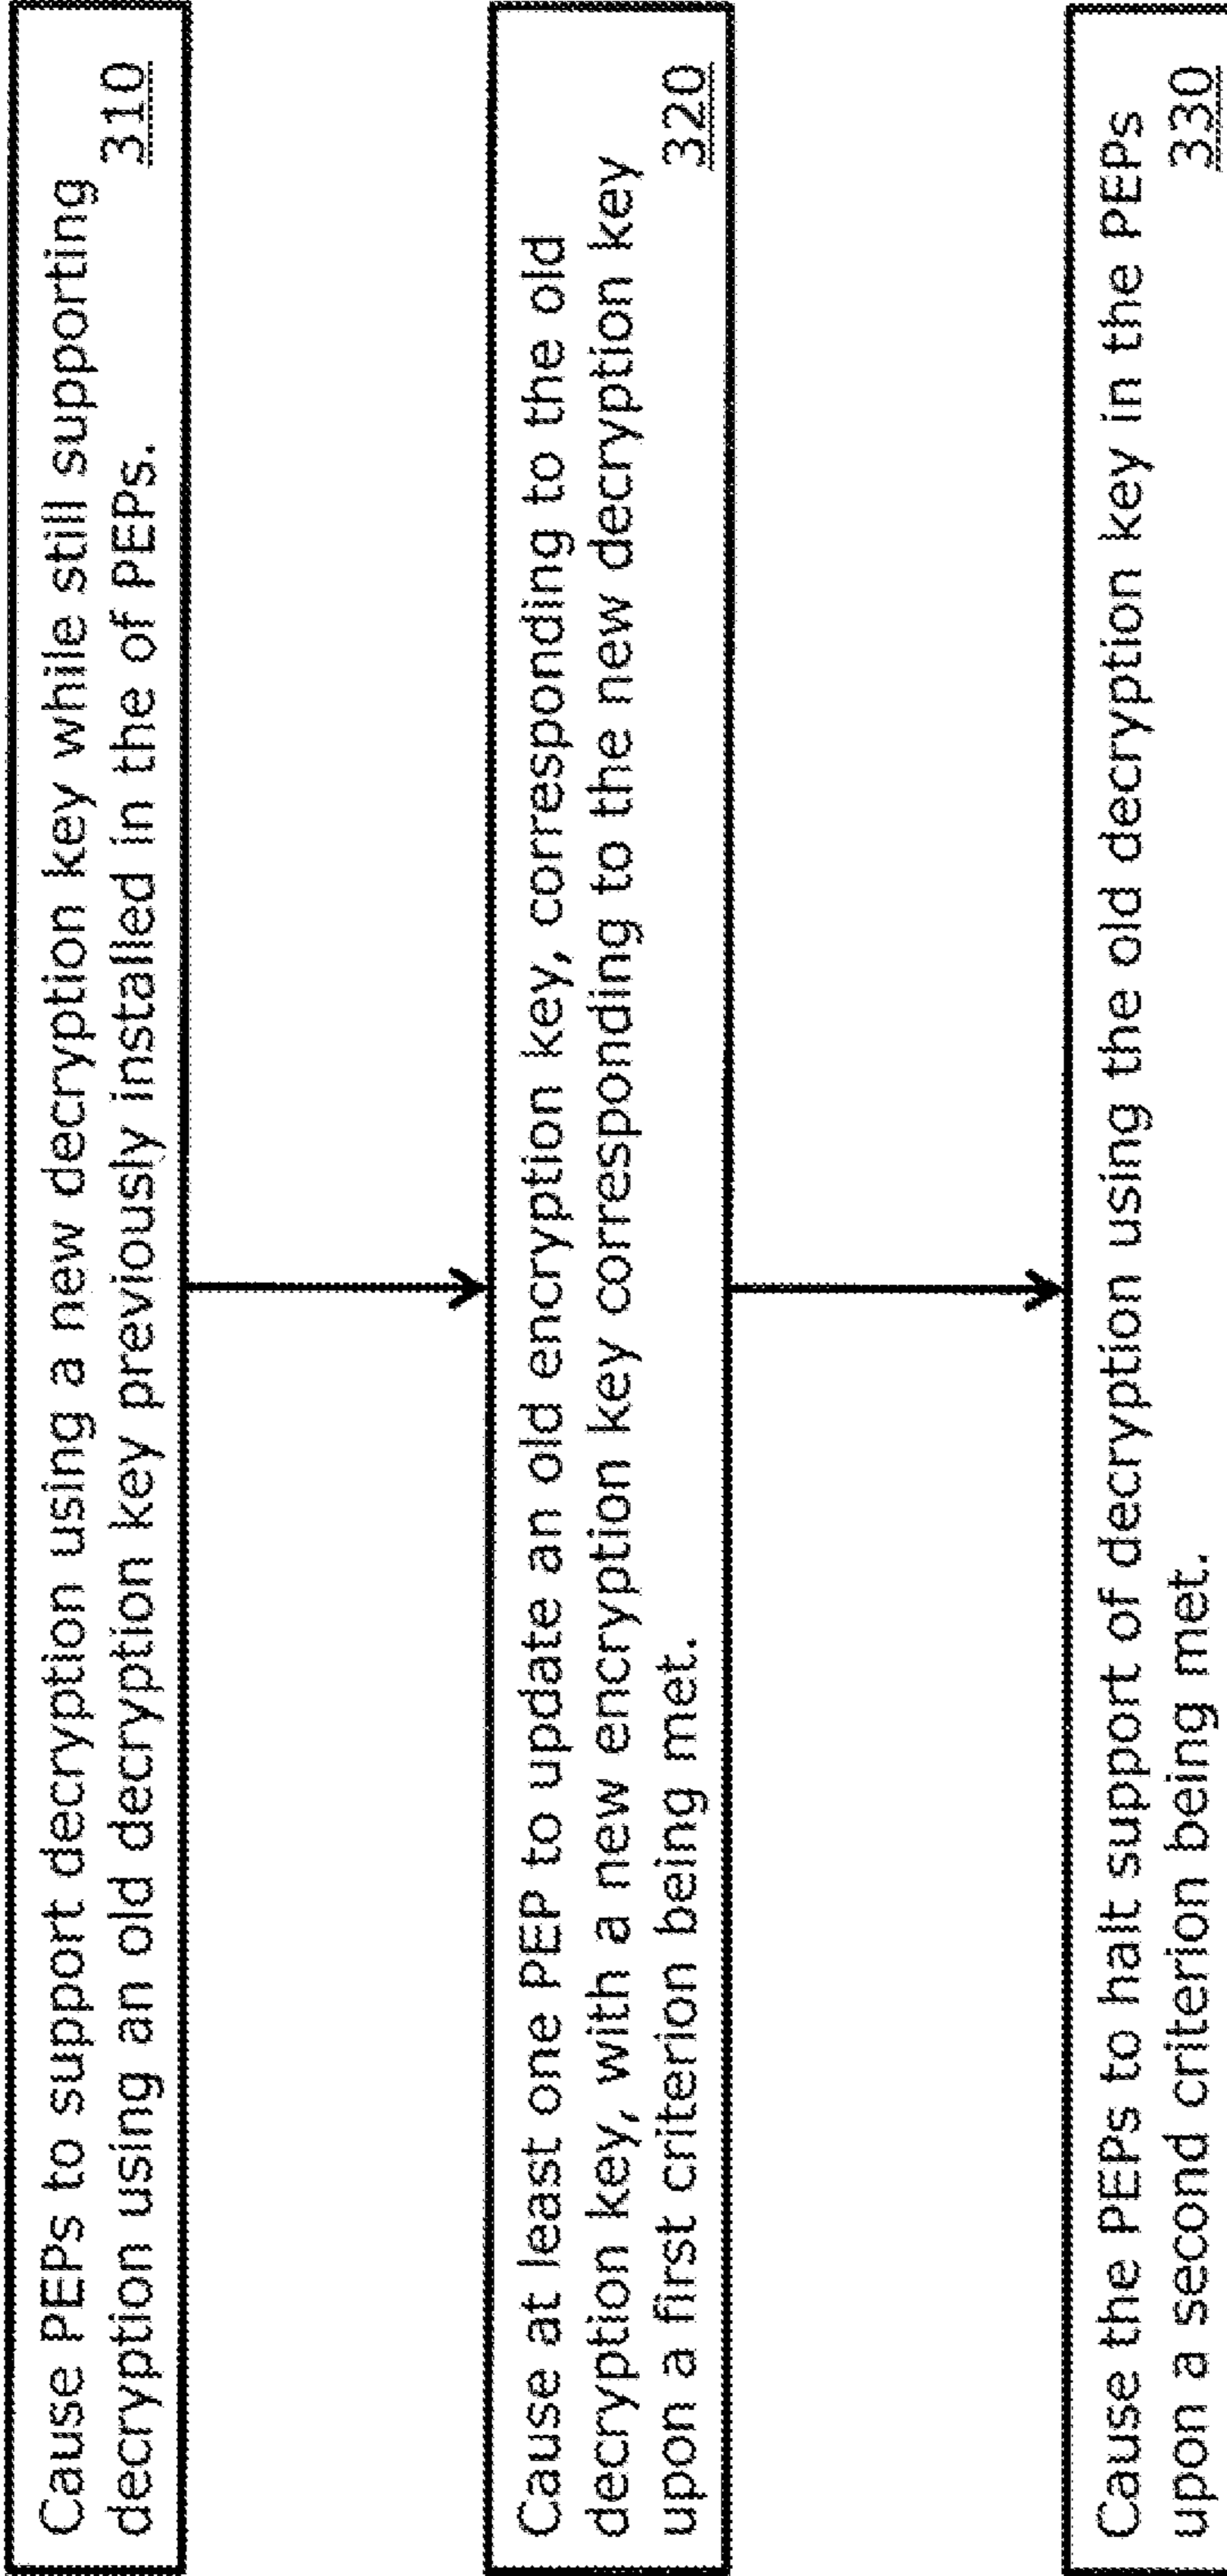 Cause PEPs to support decryption using a new decryption key while still supporting
decryption using an old decryption key previously installed in the of PEPs.
310
Cause at least one PEP to update an old encryption key, corresponding to the old
decryption key, with a new encryption key corresponding to the new decryption key
upon a first criterion being met.
320
Cause the PEPs to halt support of decryption using the old decryption key in the PEPs
upon a second criterion being met.
330